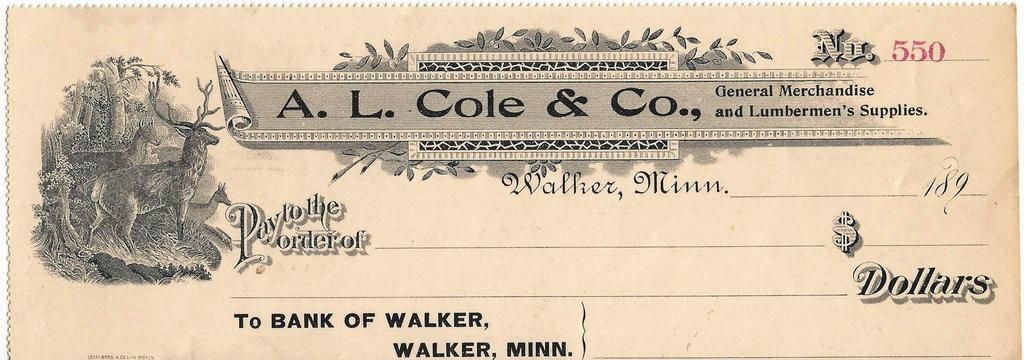 No. 550
A. L. Cole & Co.,
General Merchandise
and Lumbermen's Supplies.
Walker, Minn. 189
Pay to the
order of $
Dollars
To BANK OF WALKER,
WALKER, MINN.